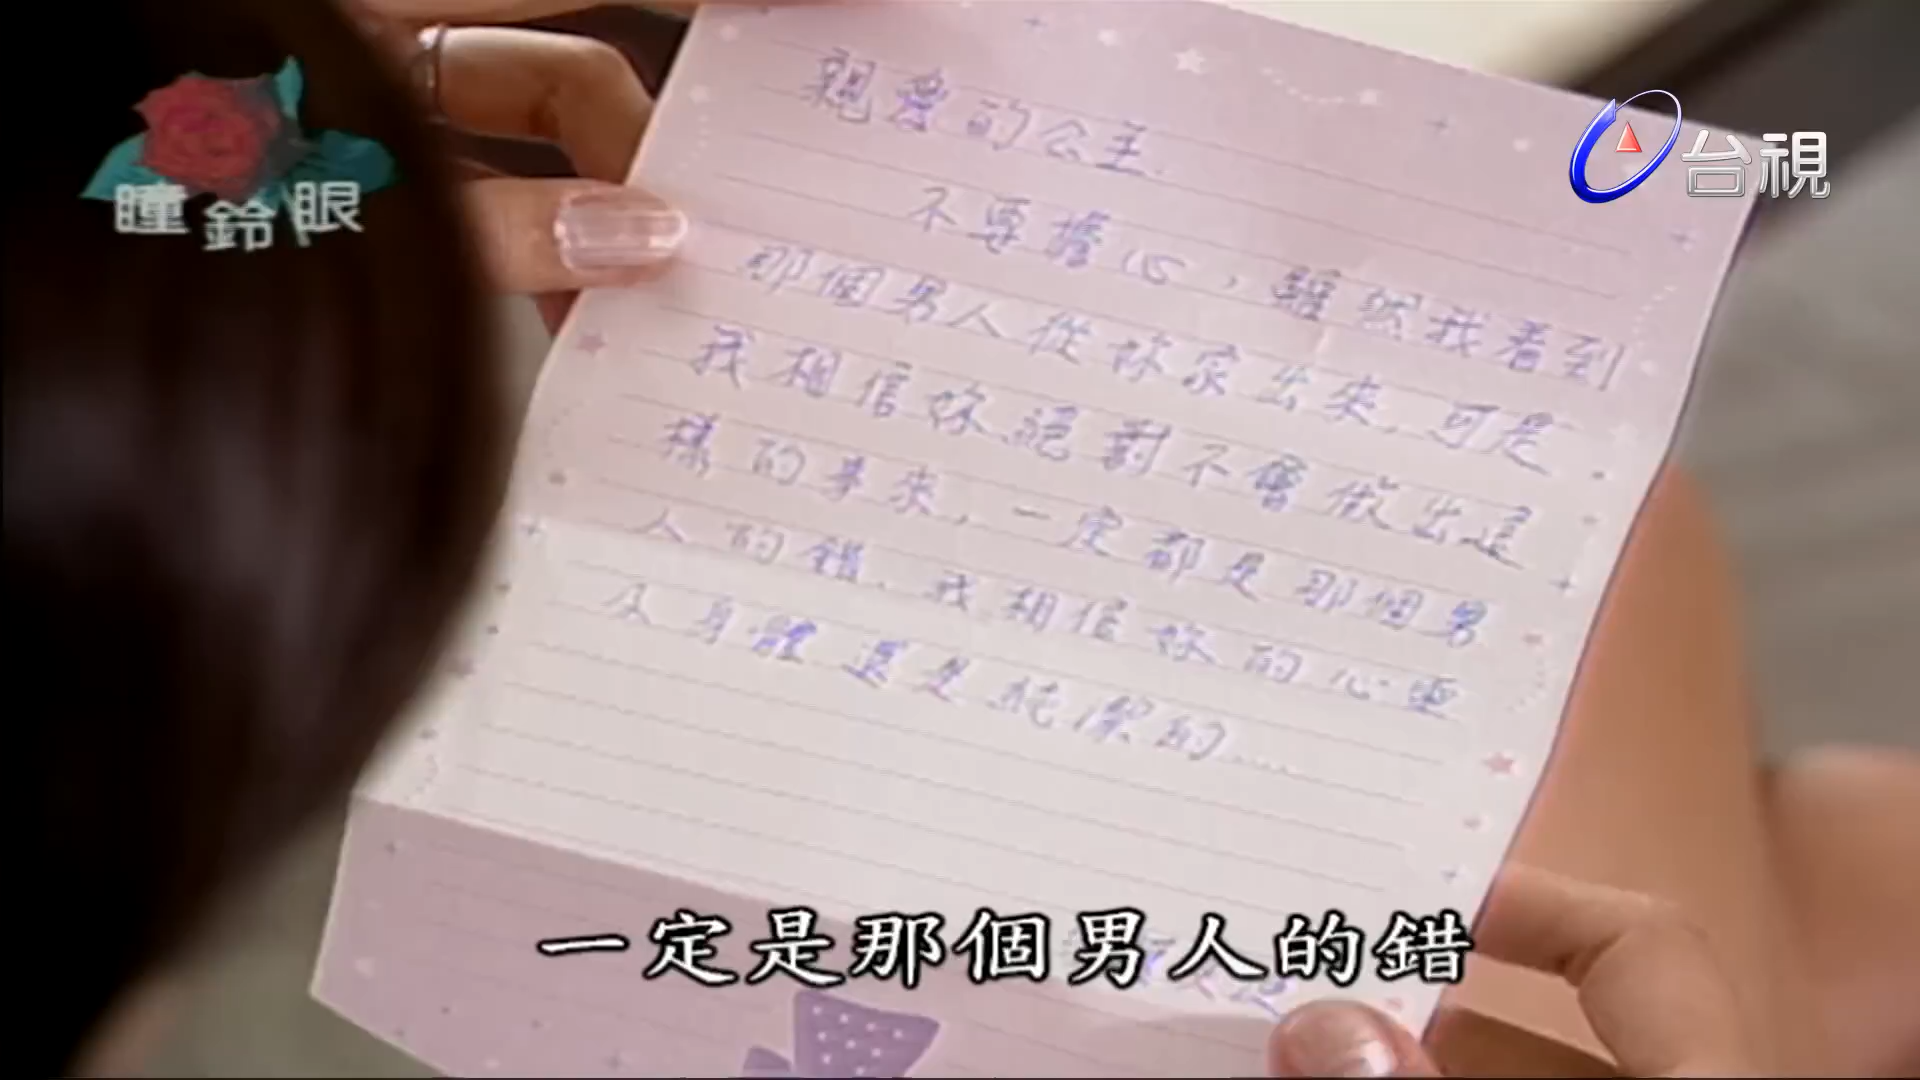 瞳鈴眼
台視
親愛的公主.
不要擔心,雖然我看到
那個男人從妳家出來,可是
我相信妳絕對不會做出這
樣的事來,一定都是那個男
人的錯.我相信妳的心靈
及身體還是純潔的....
一定是那個男人的錯